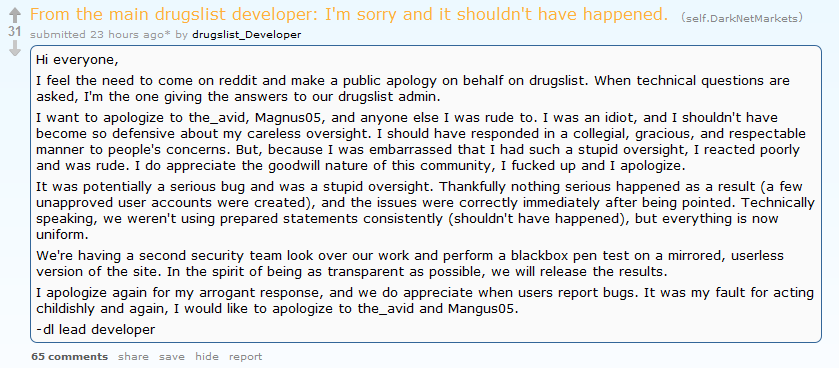 From the main drugslist developer: I'm sorry and it shouldn't have happened. (self.DarkNetMarkets)
31
submitted 23 hours ago* by drugslist_Developer
Hi everyone,
I feel the need to come on reddit and make a public apology on behalf on drugslist. When technical questions are
asked, I'm the one giving the answers to our drugslist admin.
I want to apologize to the_avid, Magnus05, and anyone else I was rude to. I was an idiot, and I shouldn't have
become so defensive about my careless oversight. I should have responded in a collegial, gracious, and respectable
manner to people's concerns. But, because I was embarrassed that I had such a stupid oversight, I reacted poorly
and was rude. I do appreciate the goodwill nature of this community, I fucked up and I apologize.
It was potentially a serious bug and was a stupid oversight. Thankfully nothing serious happened as a result (a few
unapproved user accounts were created), and the issues were correctly immediately after being pointed. Technically
speaking, we weren't using prepared statements consistently (shouldn't have happened), but everything is now
uniform.
We're having a second security team look over our work and perform a blackbox pen test on a mirrored, userless
version of the site. In the spirit of being as transparent as possible, we will release the results.
I apologize again for my arrogant response, and we do appreciate when users report bugs. It was my fault for acting
childishly and again, I would like to apologize to the_avid and Mangus05.
-dl lead developer
65 comments share save hide report